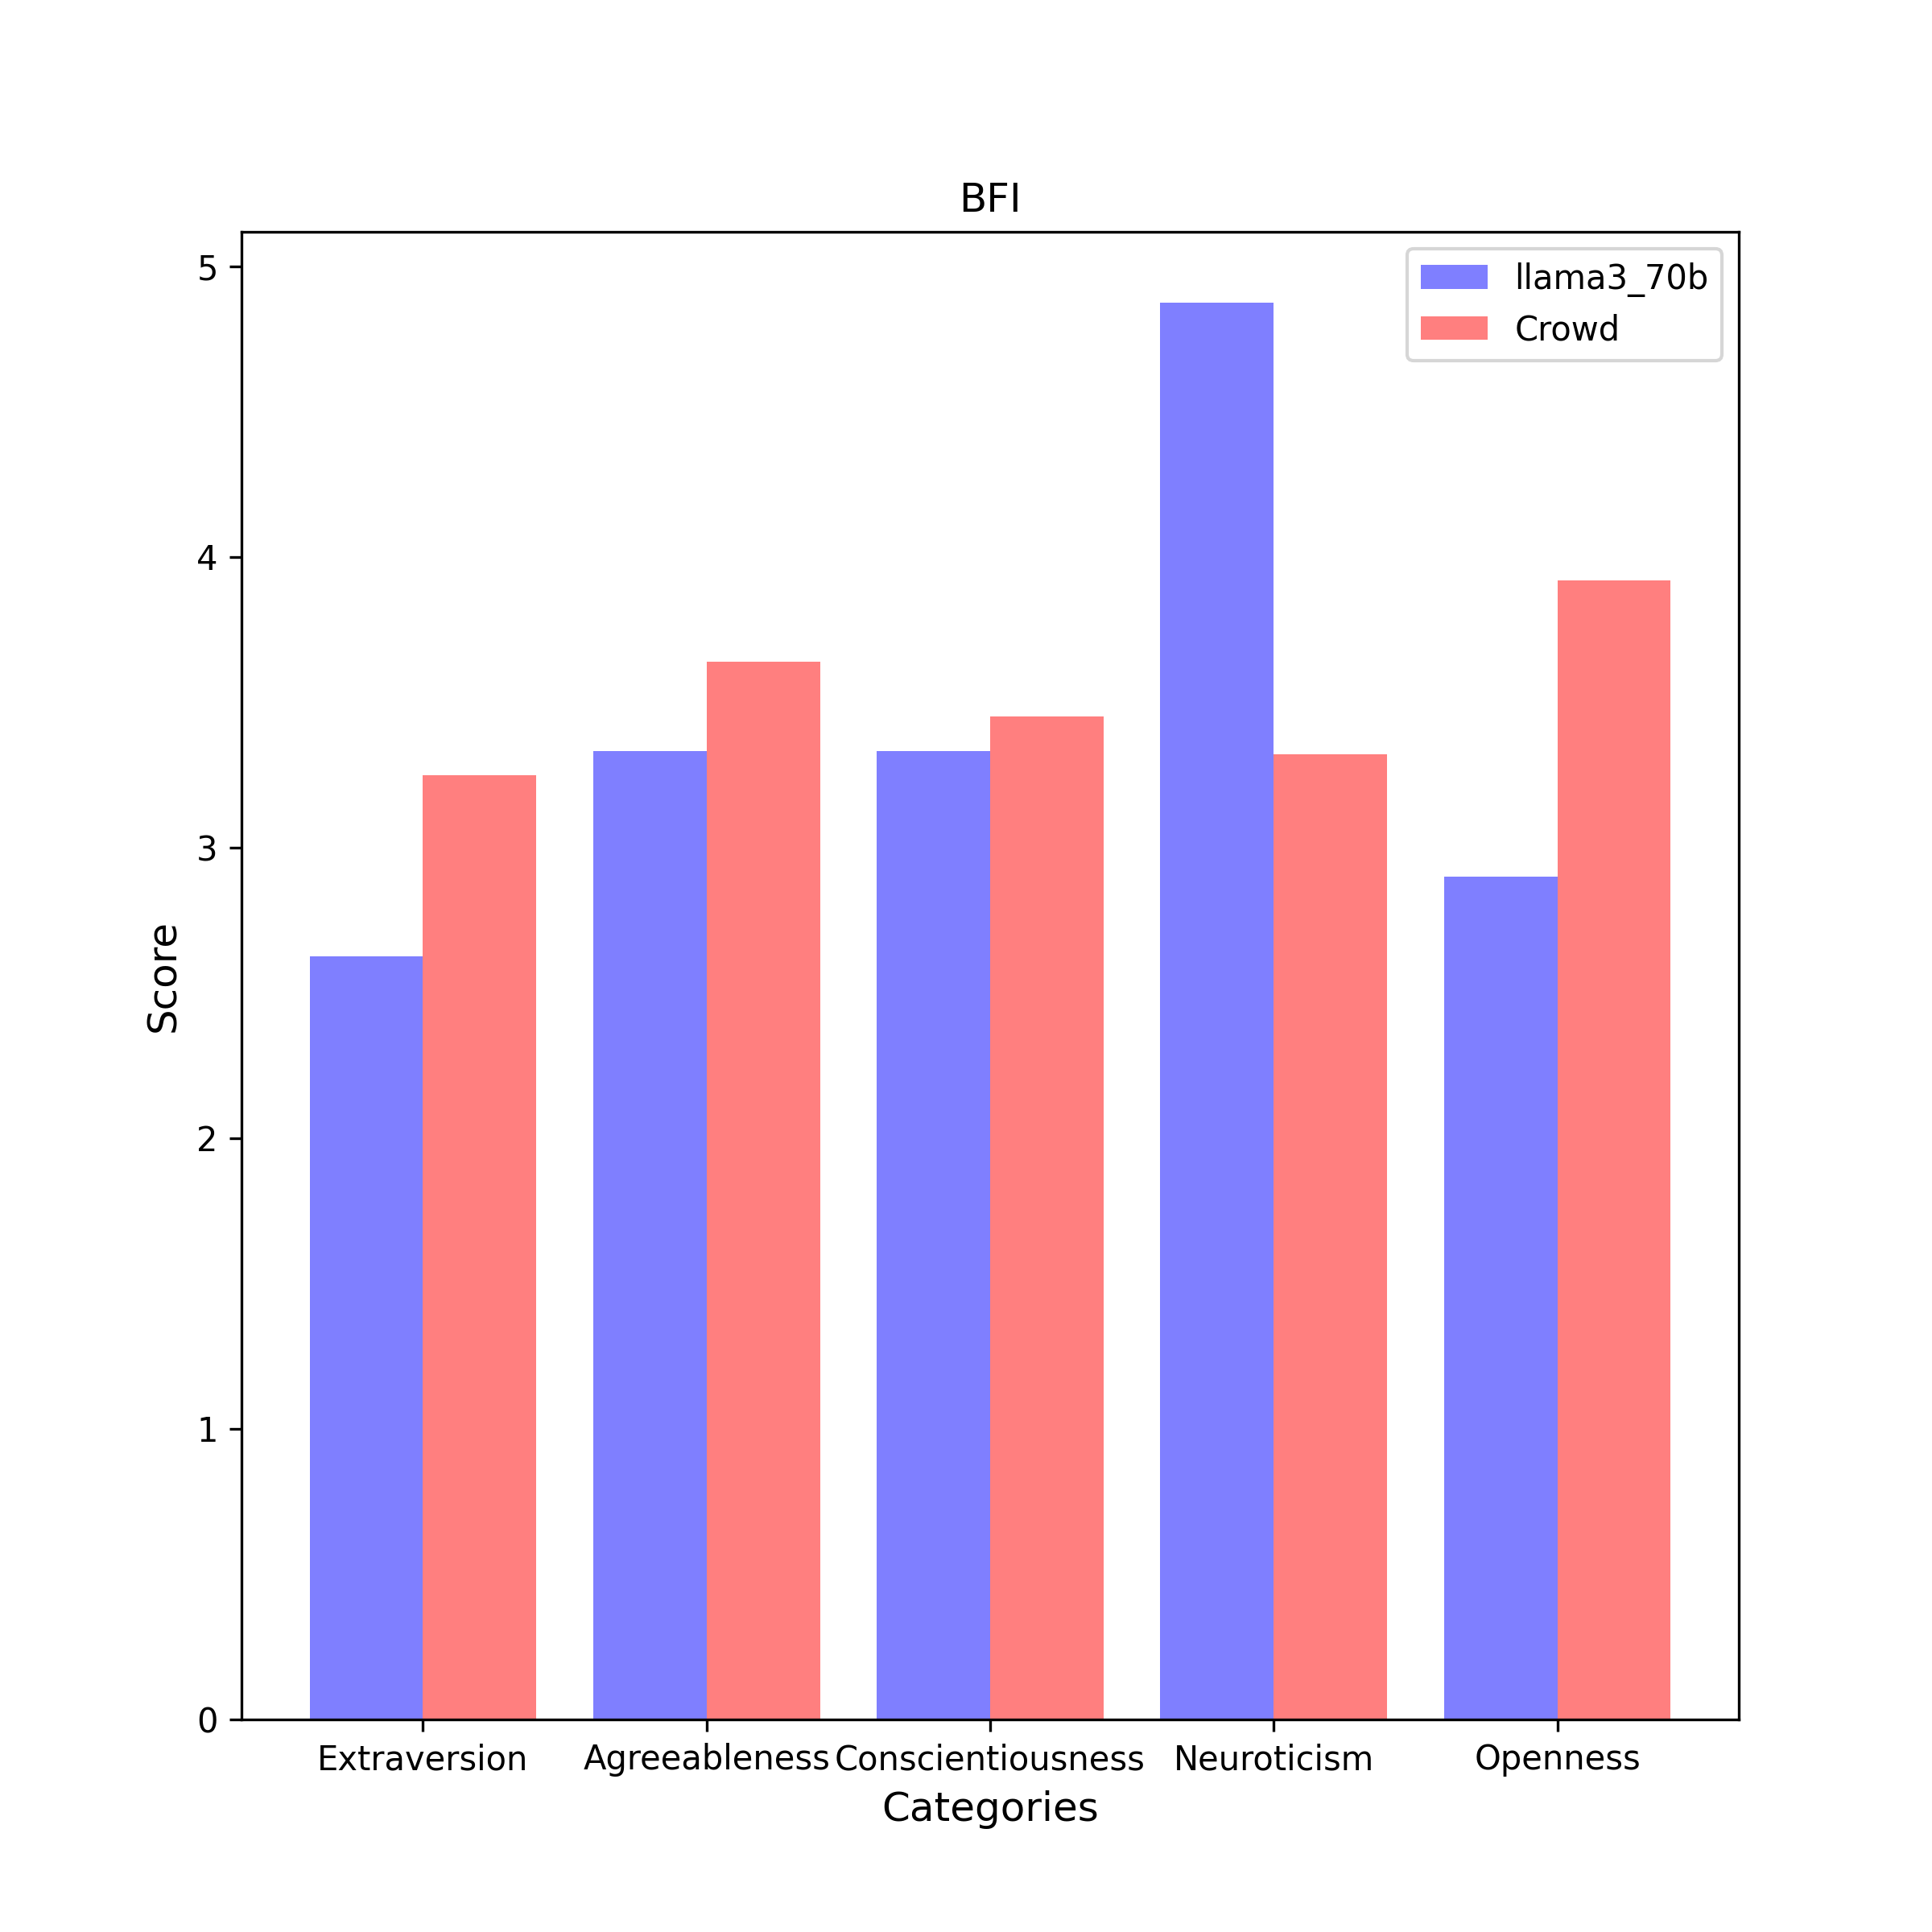 BFI
llama3_70b
Crowd
5
4
3
2
1
0
Score
Extraversion Agreeableness Conscientiousness Neuroticism Openness
Categories